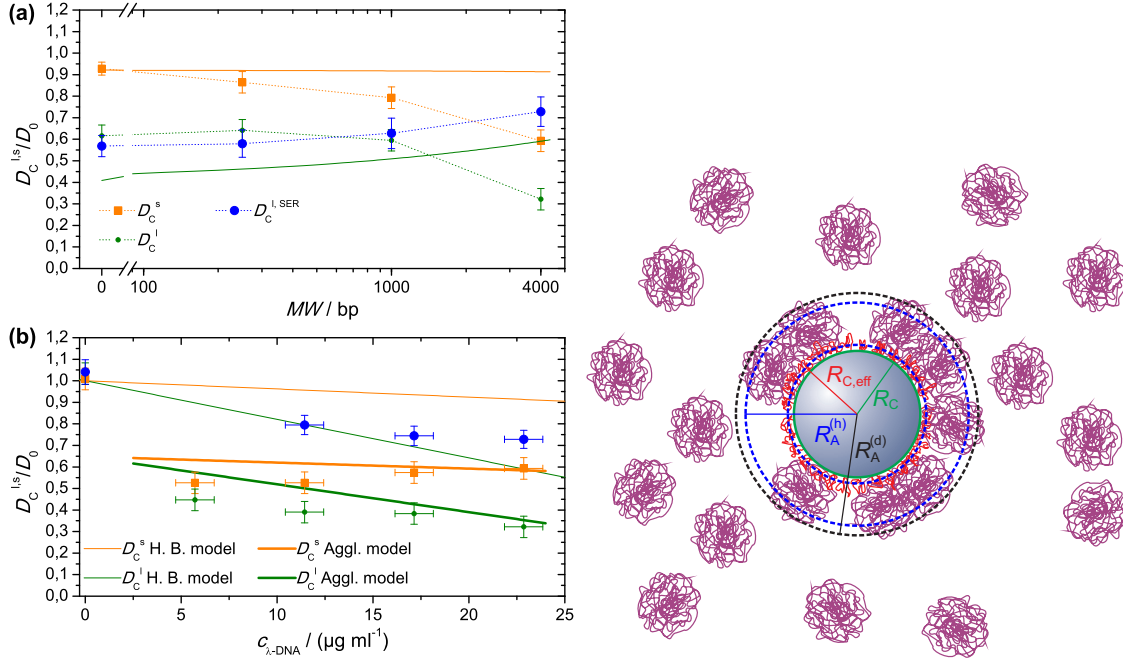 (a)
1,2
1,1
1,0
0,9
0,8
0,7
0,6
0,5
0,4
0,3
0,2
0,1
0,0
D_C^{l,s}/D_0
D_C^s
D_C^{l, SER}
D_C^l
0 100 1000 4000
MW / bp
(b)
1,2
1,1
1,0
0,9
0,8
0,7
0,6
0,5
0,4
0,3
0,2
0,1
0,0
D_C^{l,s}/D_0
D_C^s H. B. model D_C^s Aggl. model
D_C^l H. B. model D_C^l Aggl. model
0 5 10 15 20 25
c_{λ-DNA} / (µg ml^{-1})
R_{C,eff}
R_C
R_A^{(h)}
R_A^{(d)}